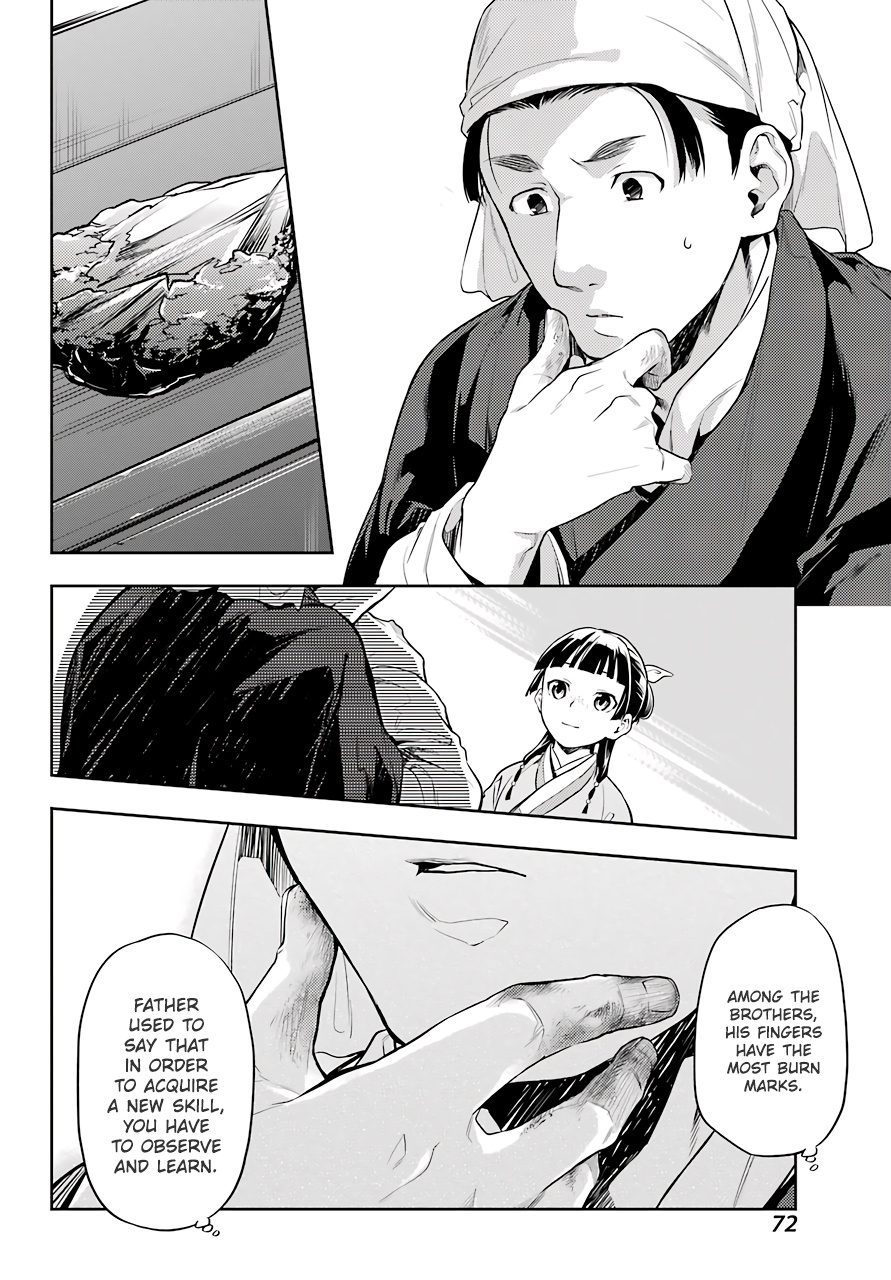 AMONG THE
BROTHERS,
HIS FINGERS
HAVE THE
MOST BURN
MARKS.
FATHER
USED TO
SAY THAT
IN ORDER
TO ACQUIRE
A NEW SKILL,
YOU HAVE
TO OBSERVE
AND LEARN.
72